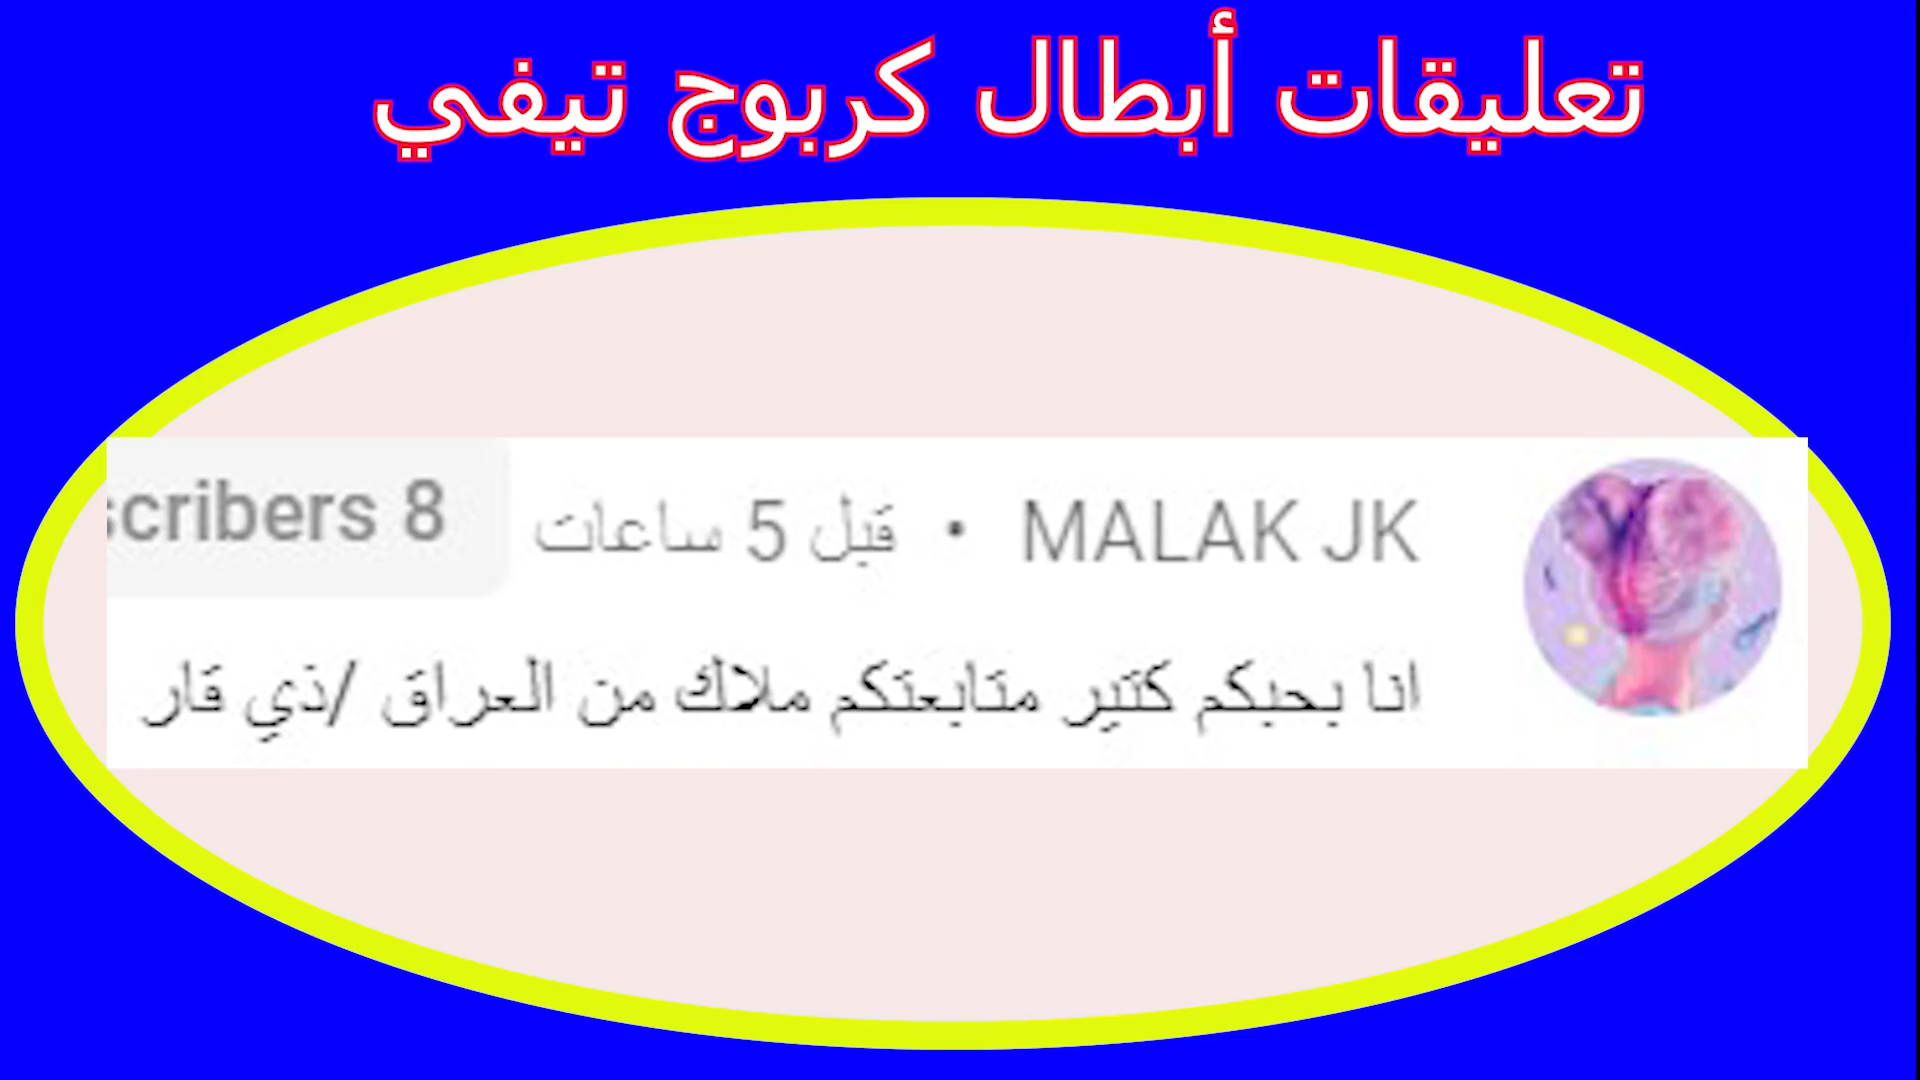 تعليقات أبطال كربوج تيفي
MALAK JK • قبل 5 ساعات
scribers 8
انا بحبكم كتير متابعتكم ملاك من العراق /ذي قار